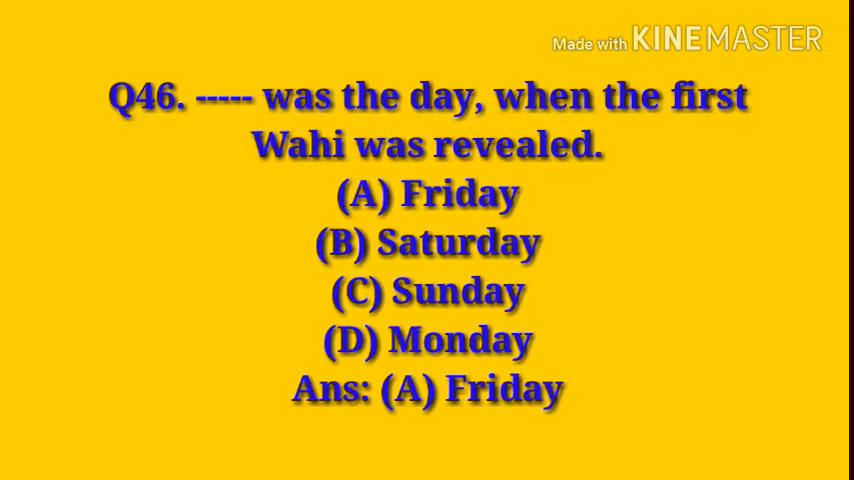 Made with KINEMASTER
Q46. ----- was the day, when the first
Wahi was revealed.
(A) Friday
(B) Saturday
(C) Sunday
(D) Monday
Ans: (A) Friday